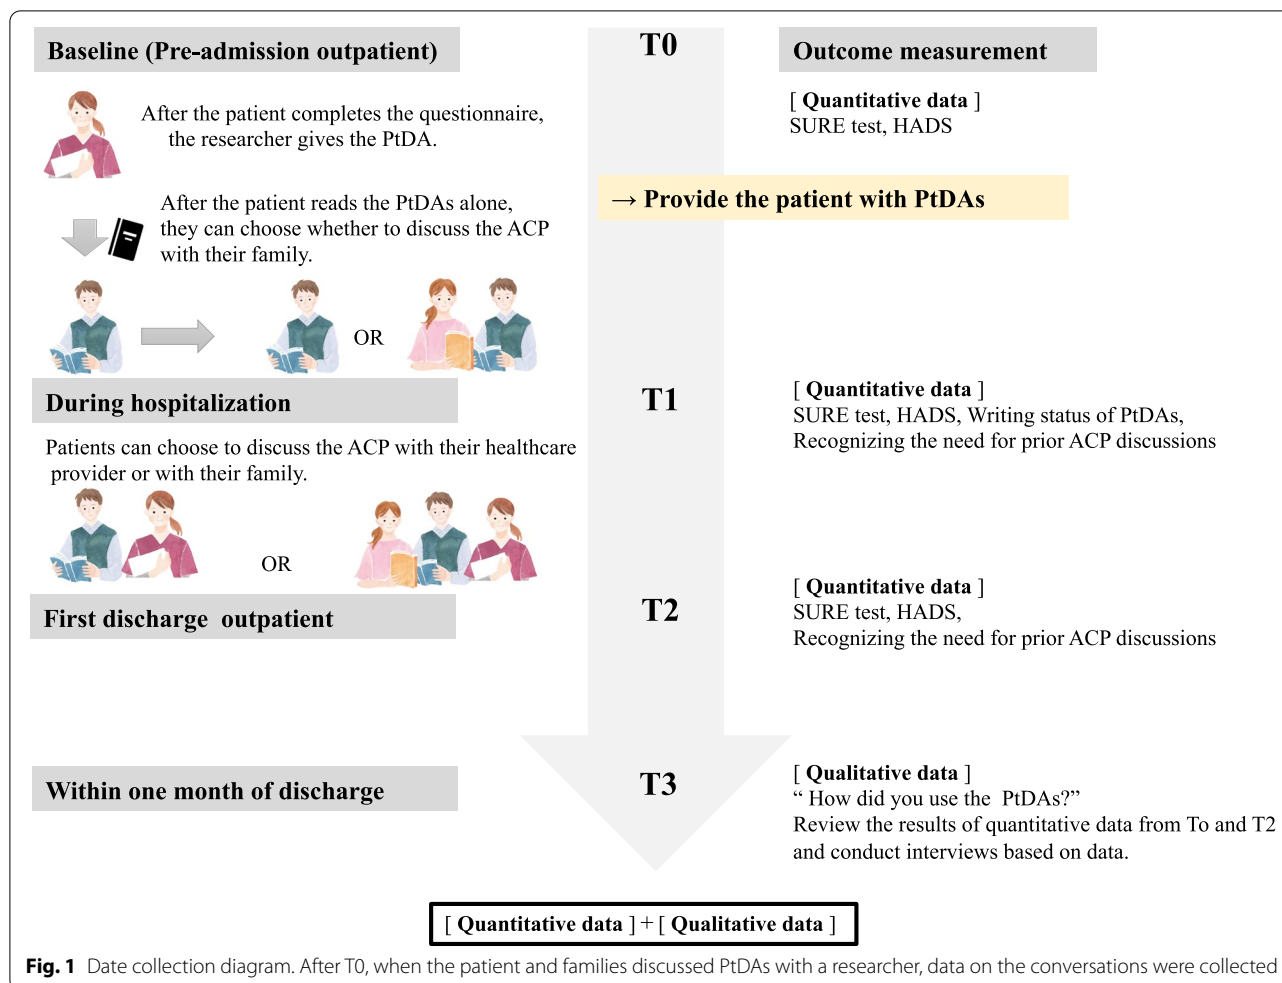 Baseline (Pre-admission outpatient)
T0
Outcome measurement
After the patient completes the questionnaire,
the researcher gives the PtDA.
[ Quantitative data ]
SURE test, HADS
→ Provide the patient with PtDAs
After the patient reads the PtDAs alone,
they can choose whether to discuss the ACP
with their family.
OR
During hospitalization
T1
[ Quantitative data ]
SURE test, HADS, Writing status of PtDAs,
Recognizing the need for prior ACP discussions
Patients can choose to discuss the ACP with their healthcare
provider or with their family.
OR
First discharge outpatient
T2
[ Quantitative data ]
SURE test, HADS,
Recognizing the need for prior ACP discussions
Within one month of discharge
T3
[ Qualitative data ]
“ How did you use the PtDAs?”
Review the results of quantitative data from To and T2
and conduct interviews based on data.
[ Quantitative data ] + [ Qualitative data ]
Fig. 1 Date collection diagram. After T0, when the patient and families discussed PtDAs with a researcher, data on the conversations were collected